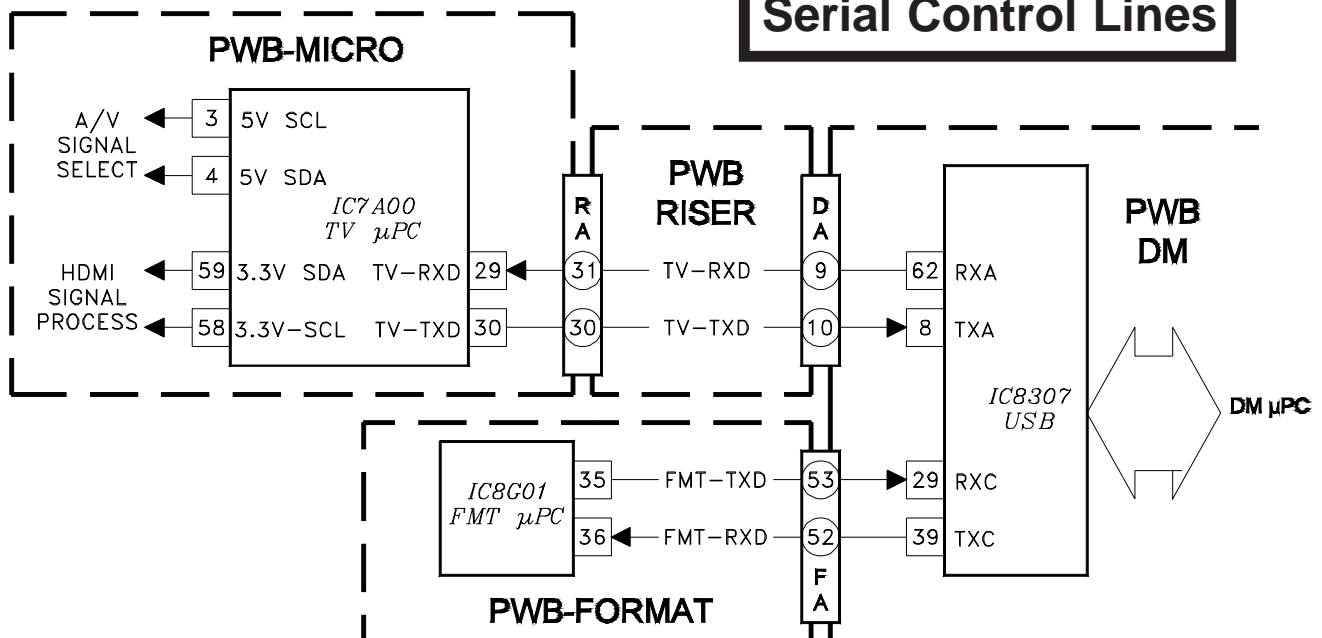 Serial Control Lines
PWB-MICRO
A/V
SIGNAL
SELECT
3
5V SCL
4
5V SDA
IC7A00
TV µPC
HDMI
SIGNAL
PROCESS
59
3.3V SDA
58
3.3V-SCL
TV-RXD
29
TV-TXD
30
R
A
31
30
PWB
RISER
TV-RXD
TV-TXD
D
A
9
10
PWB
DM
62
RXA
8
TXA
IC8307
USB
29
RXC
39
TXC
DM µPC
IC8G01
FMT µPC
35
FMT-TXD
53
36
FMT-RXD
52
F
A
PWB-FORMAT